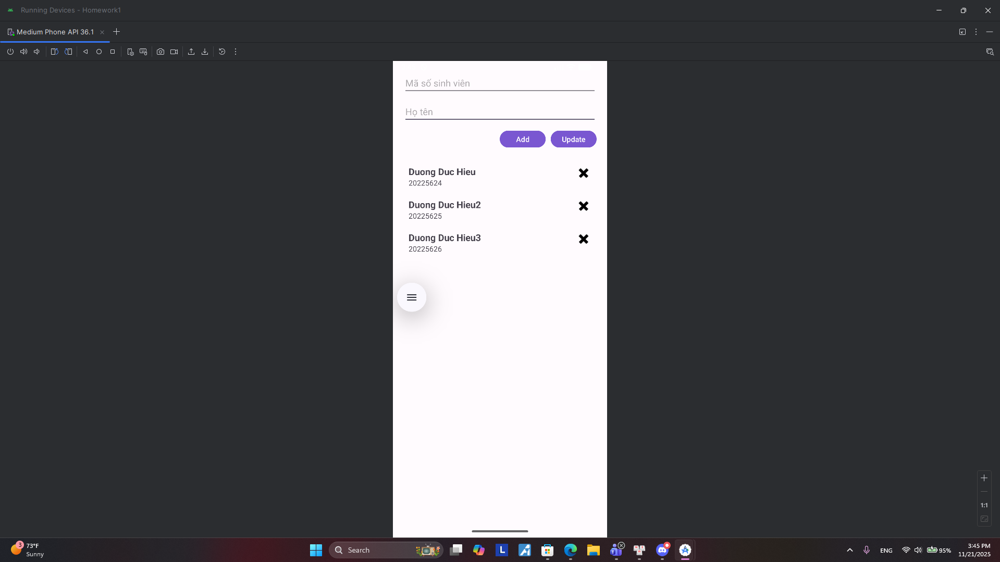 Running Devices - Homework1
Medium Phone API 36.1
Mã số sinh viên
Họ tên
Add
Update
Duong Duc Hieu
20225624
Duong Duc Hieu2
20225625
Duong Duc Hieu3
20225626
1:1
3
73°F
Sunny
Search
L
ENG
95%
3:45 PM
11/21/2025